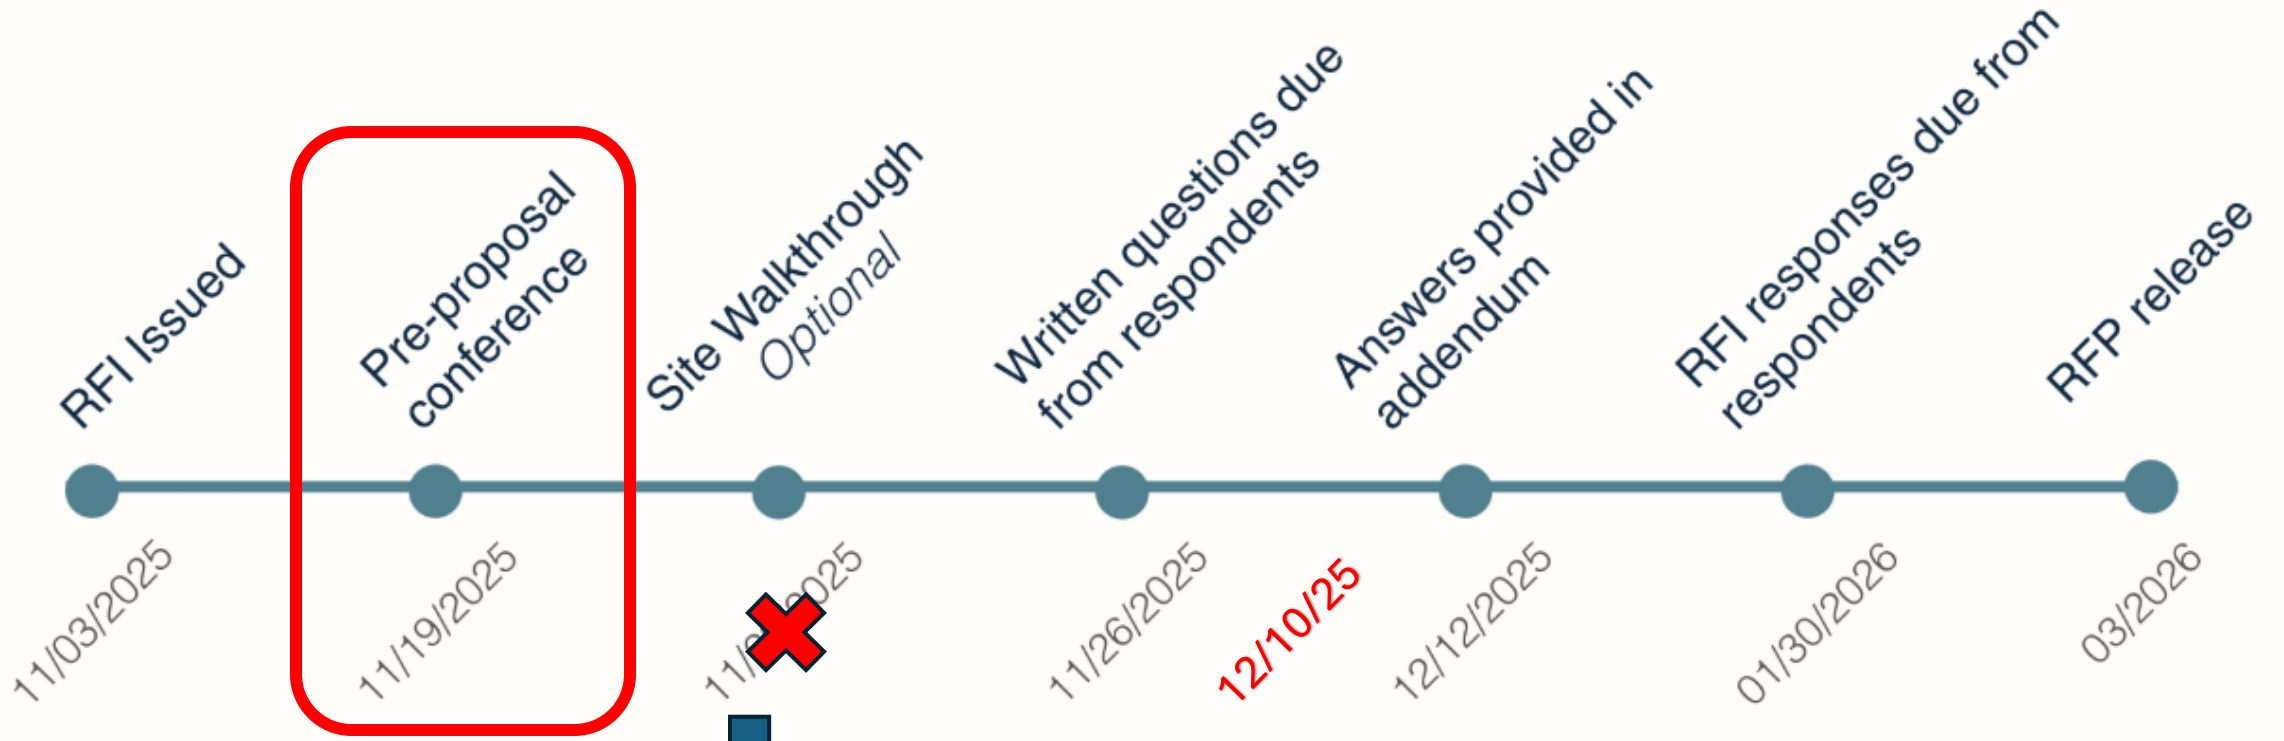 RFI Issued
Pre-proposal
conference
Site Walkthrough
Optional
Written questions due
from respondents
Answers provided in
addendum
RFI responses due from
respondents
RFP release
11/03/2025
11/19/2025
11/26/2025
12/10/25
12/12/2025
01/30/2026
03/2026